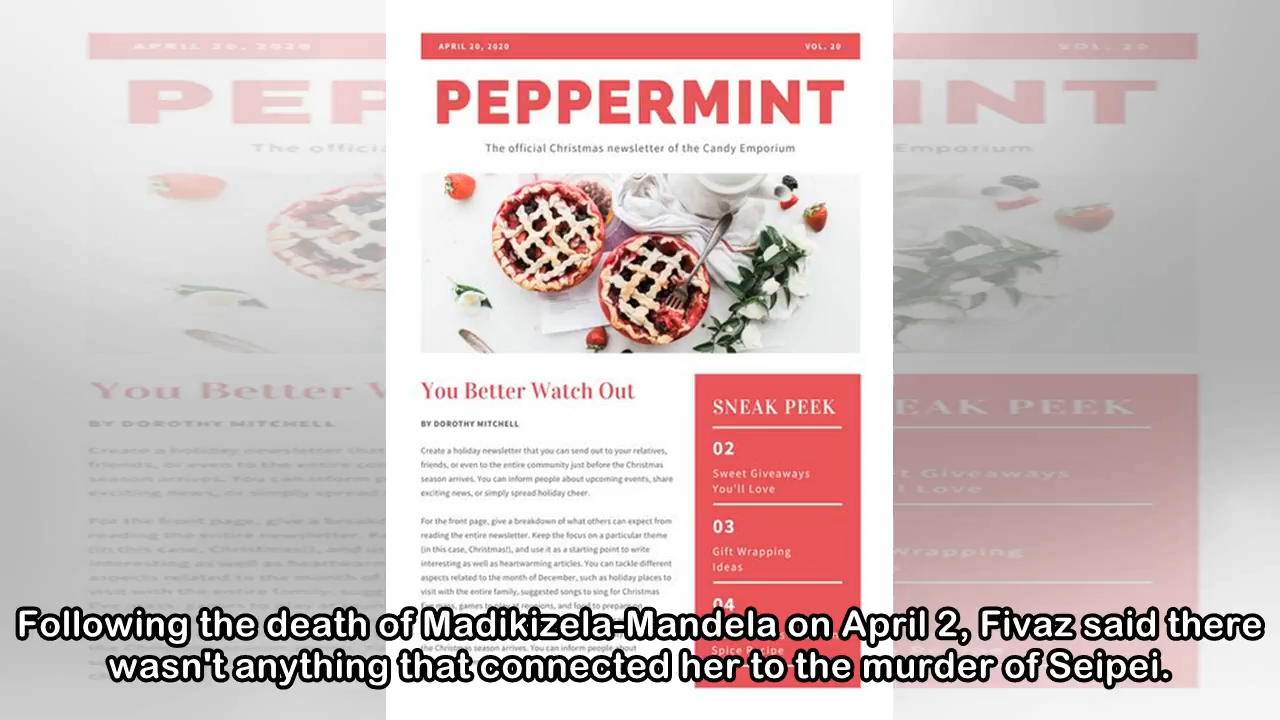 APRIL 20, 2020
VOL. 20
PEPPERMINT
The official Christmas newsletter of the Candy Emporium
You Better Watch Out
BY DOROTHY MITCHELL
Create a holiday newsletter that you can send out to your relatives,
friends, or even to the entire community just before the Christmas
season arrives. You can inform people about upcoming events, share
exciting news, or simply spread holiday cheer.
For the front page, give a breakdown of what others can expect from
reading the entire newsletter. Keep the focus on a particular theme
(in this case, Christmas!), and use it as a starting point to write
interesting as well as heartwarming articles. You can tackle different
aspects related to the month of December, such as holiday places to
visit with the entire family, suggested songs to sing for Christmas
SNEAK PEEK
02
Sweet Giveaways
You'll Love
03
Gift Wrapping
Ideas
04
Spice Recipe
Following the death of Madikizela-Mandela on April 2, Fivaz said there
wasn't anything that connected her to the murder of Seipei.